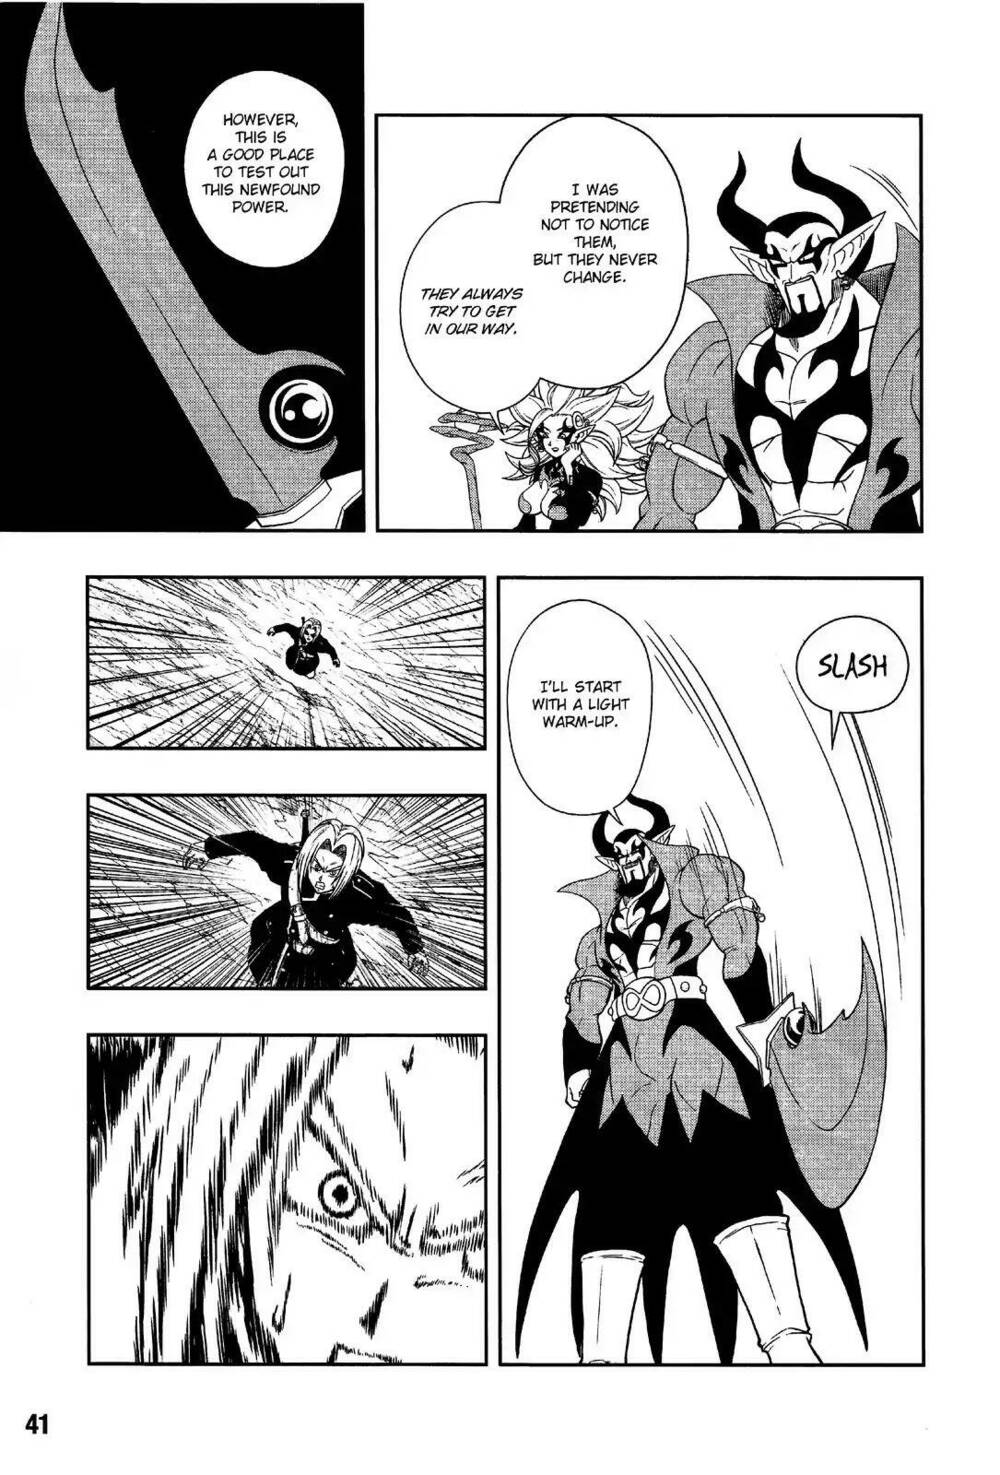 I WAS
PRETENDING
NOT TO NOTICE
THEM,
BUT THEY NEVER
CHANGE.
THEY ALWAYS
TRY TO GET
IN OUR WAY.
HOWEVER,
THIS IS
A GOOD PLACE
TO TEST OUT
THIS NEWFOUND
POWER.
SLASH
I'LL START
WITH A LIGHT
WARM-UP.
41